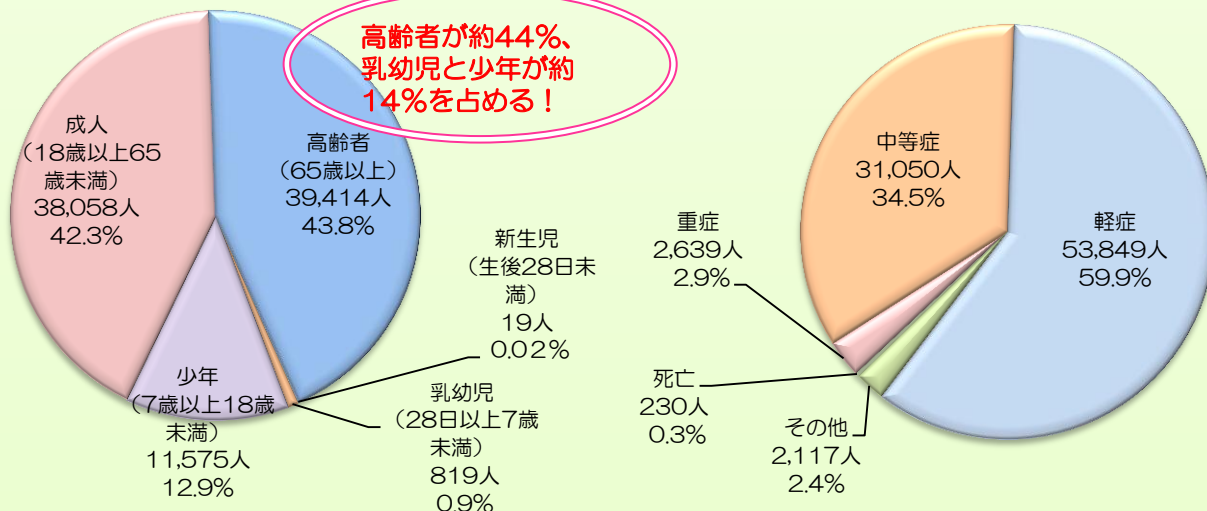 高齢者が約44%、
乳幼児と少年が約
14%を占める！
成人
（18歳以上65
歳未満）
38,058人
42.3%
高齢者
（65歳以上）
39,414人
43.8%
新生児
（生後28日未
満）
19人
0.02%
乳幼児
（28日以上7歳
未満）
819人
0.9%
少年
（7歳以上18歳
未満）
11,575人
12.9%
中等症
31,050人
34.5%
軽症
53,849人
59.9%
重症
2,639人
2.9%
死亡
230人
0.3%
その他
2,117人
2.4%